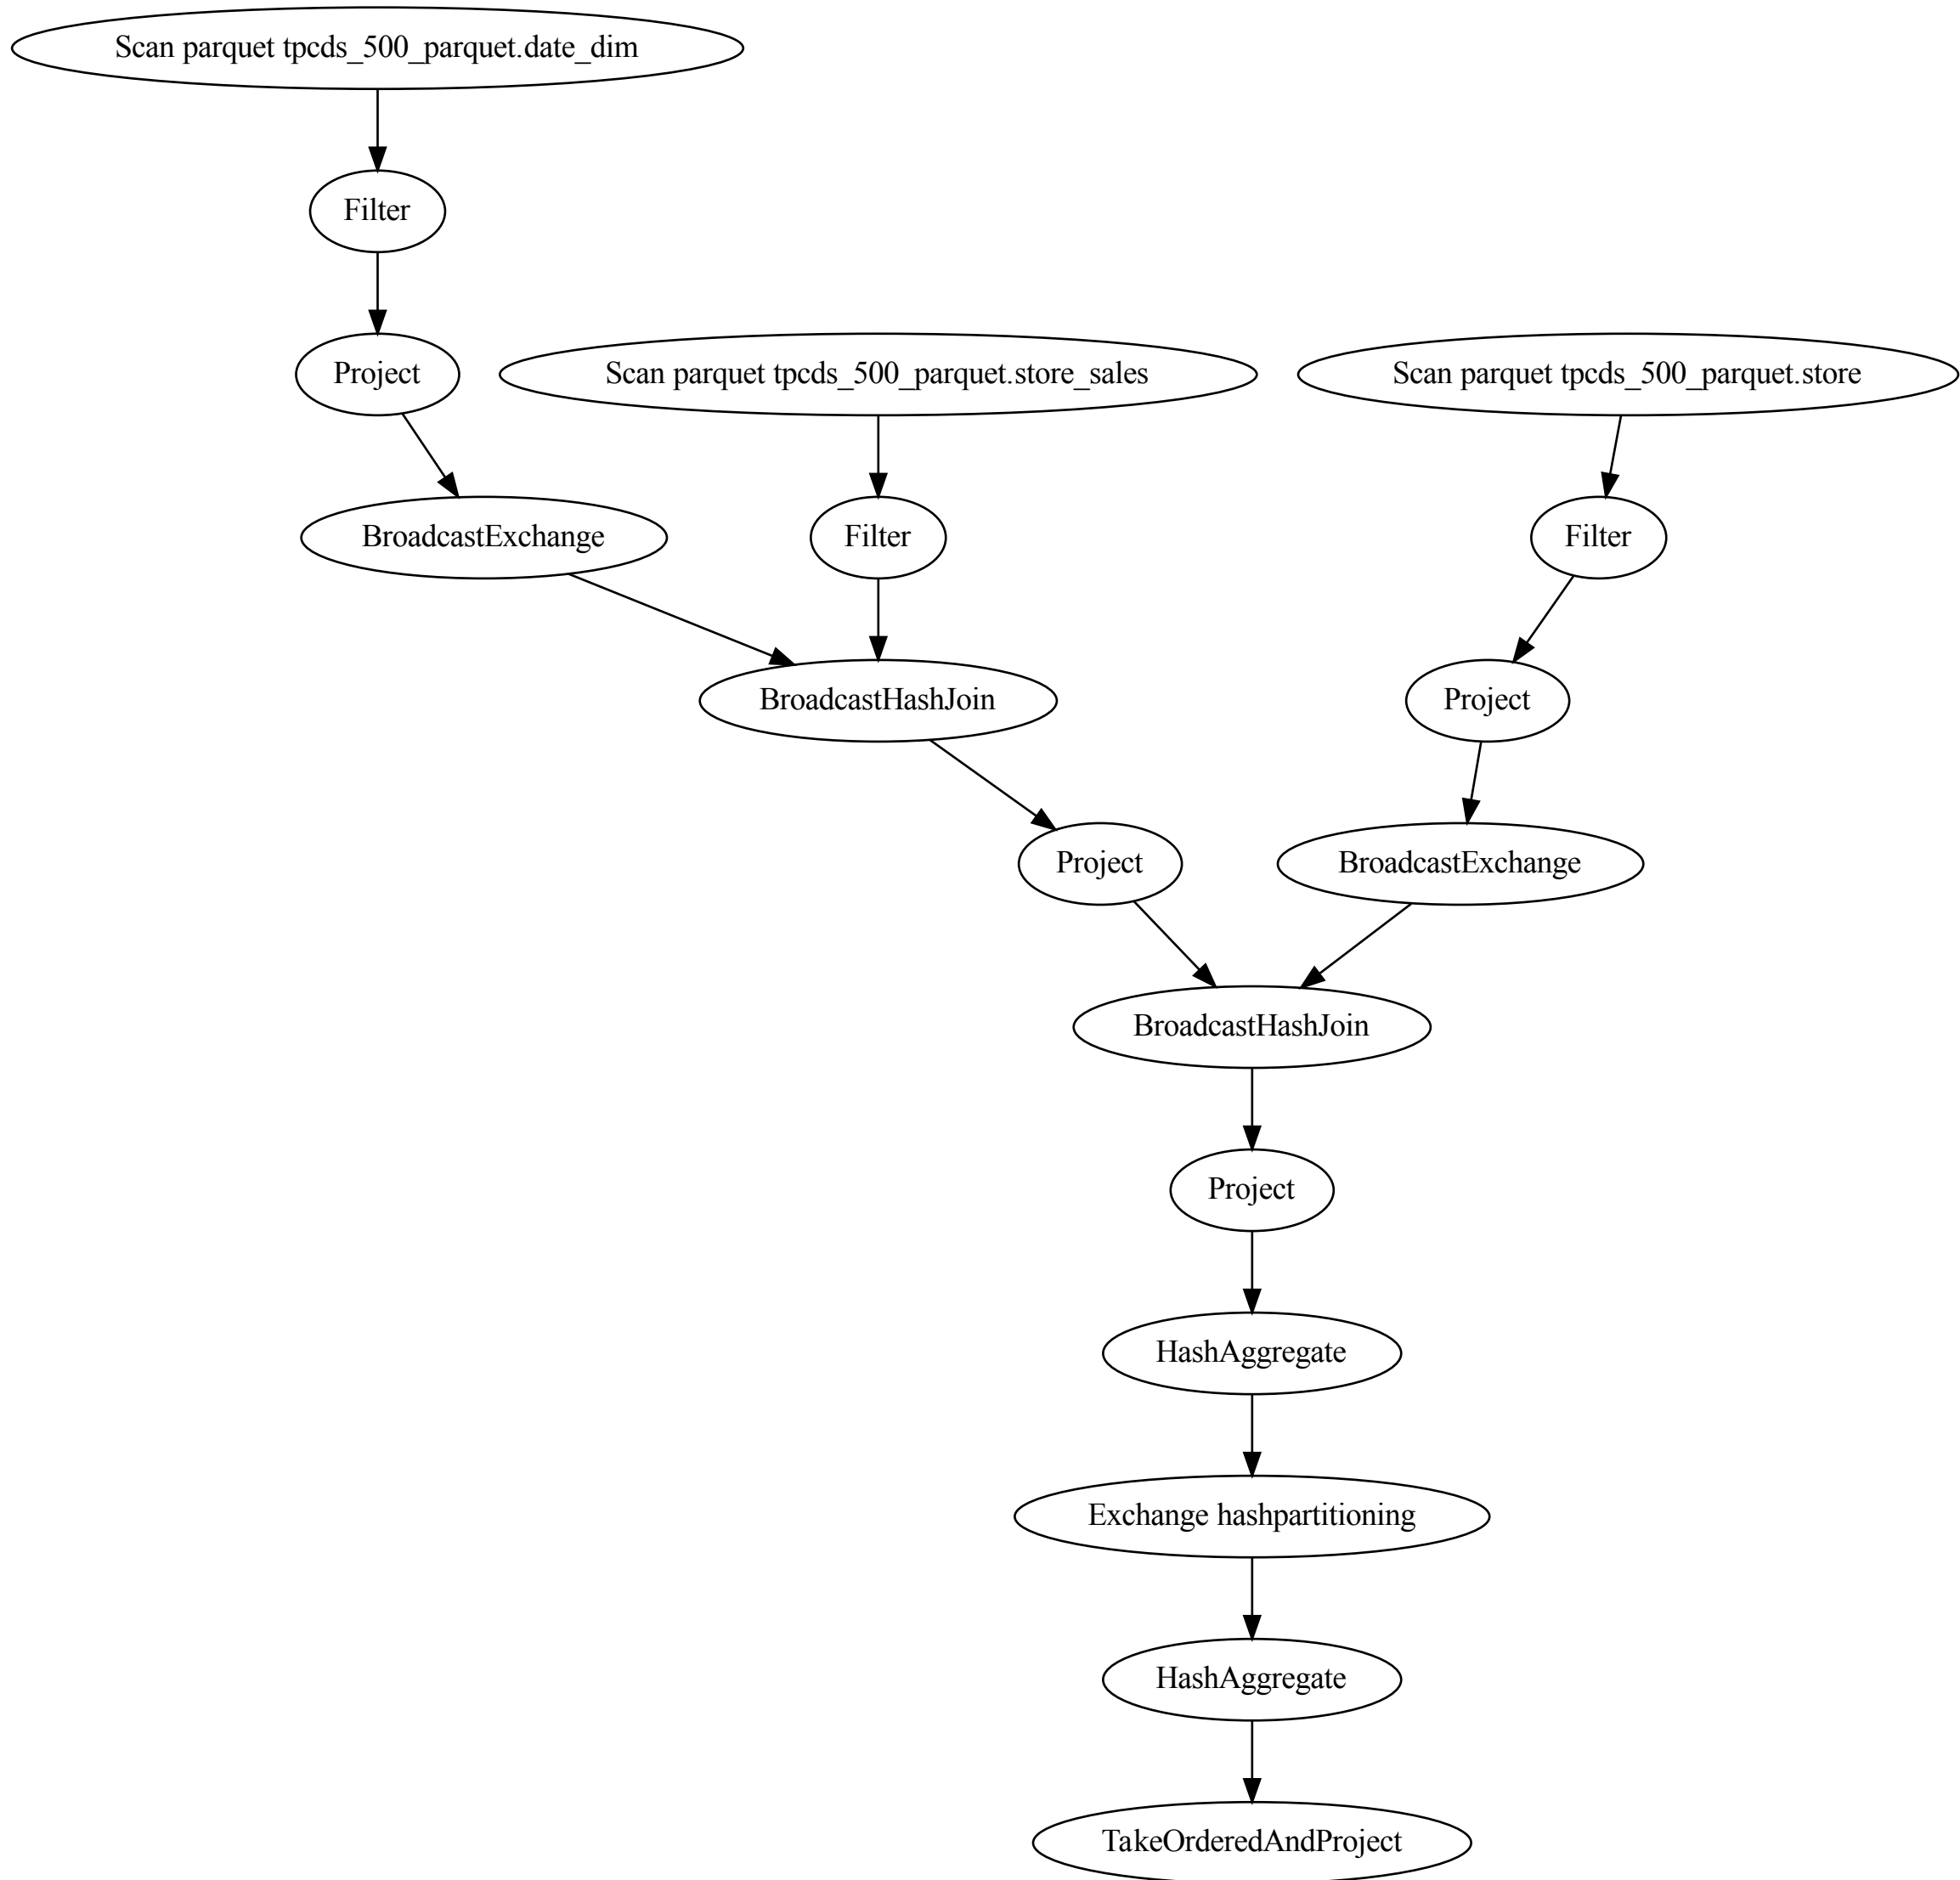 Scan parquet tpcds_500_parquet.date_dim
Filter
Project
Scan parquet tpcds_500_parquet.store_sales
Scan parquet tpcds_500_parquet.store
BroadcastExchange
Filter
Filter
BroadcastHashJoin
Project
Project
BroadcastExchange
BroadcastHashJoin
Project
HashAggregate
Exchange hashpartitioning
HashAggregate
TakeOrderedAndProject